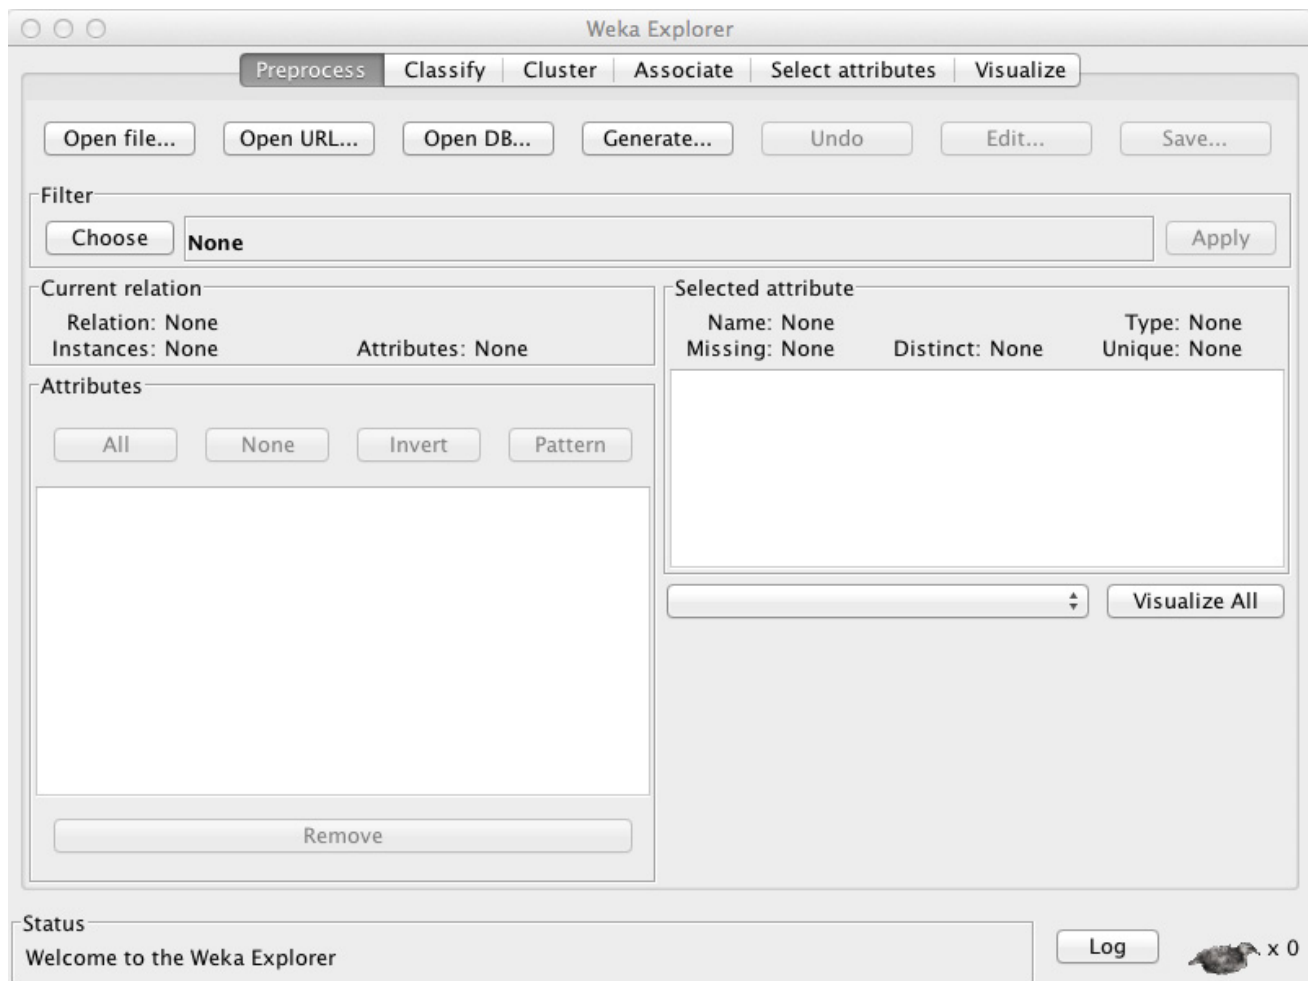 Weka Explorer
Preprocess Classify Cluster Associate Select attributes Visualize
Open file... Open URL... Open DB... Generate... Undo Edit... Save...
Filter
Choose None Apply
Current relation
Relation: None
Instances: None Attributes: None
Selected attribute
Name: None Type: None
Missing: None Distinct: None Unique: None
Attributes
All None Invert Pattern
Visualize All
Remove
Status
Welcome to the Weka Explorer
Log x 0